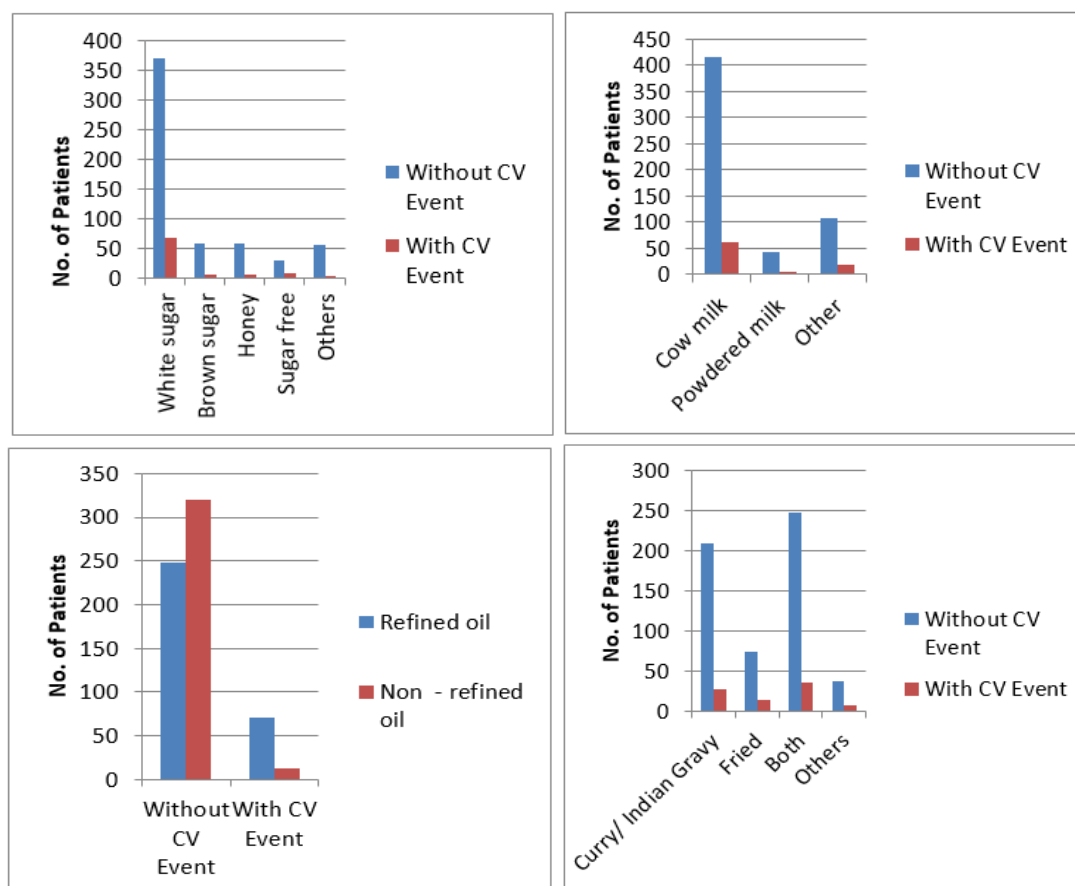 400
350
300
250
200
150
100
50
0
No. of Patients
White sugar
Brown sugar
Honey
Sugar free
Others
Without CV
Event
With CV
Event
450
400
350
300
250
200
150
100
50
0
No. of Patients
Cow milk
Powdered milk
Other
Without CV
Event
With CV Event
350
300
250
200
150
100
50
0
No. of Patients
Without
CV
Event
With CV
Event
Refined oil
Non - refined
oil
300
250
200
150
100
50
0
No. of Patients
Curry/ Indian Gravy
Fried
Both
Others
Without CV
Event
With CV Event